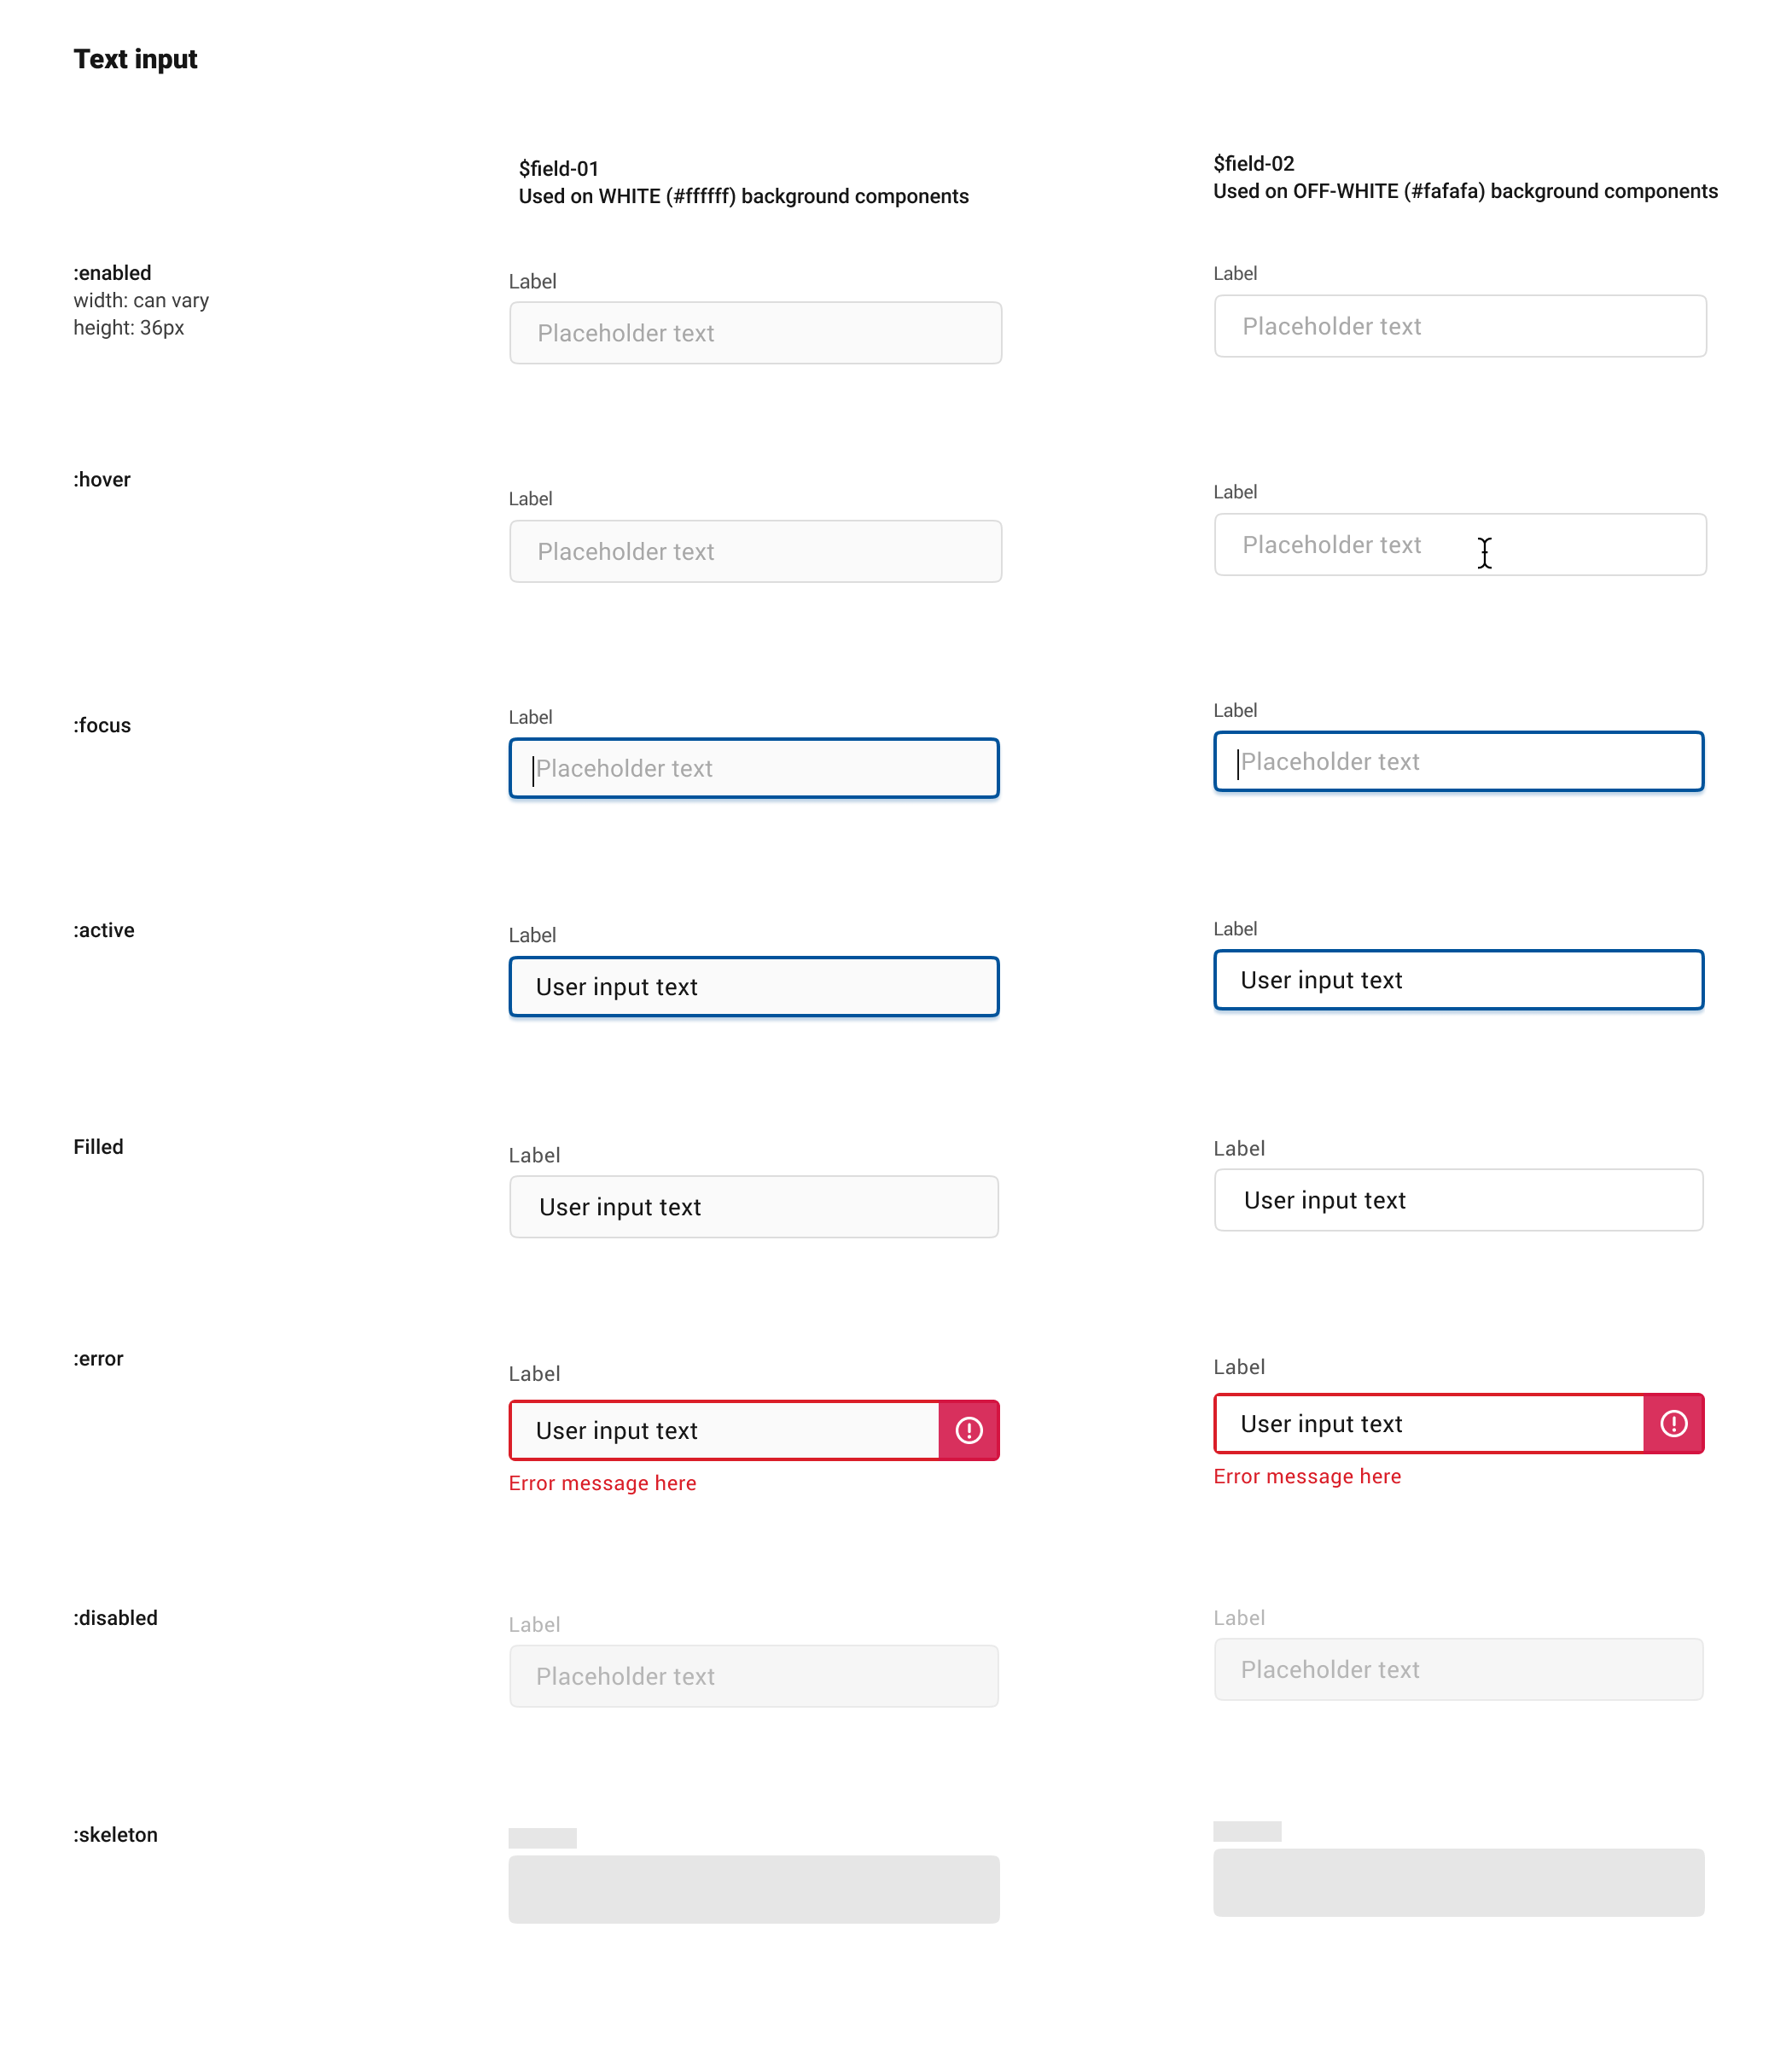 Text input
$field-01
Used on WHITE (#ffffff) background components
$field-02
Used on OFF-WHITE (#fafafa) background components
:enabled
width: can vary
height: 36px
Label
Placeholder text
Label
Placeholder text
:hover
Label
Placeholder text
Label
Placeholder text
:focus
Label
Placeholder text
Label
Placeholder text
:active
Label
User input text
Label
User input text
Filled
Label
User input text
Label
User input text
:error
Label
User input text
Error message here
Label
User input text
Error message here
:disabled
Label
Placeholder text
Label
Placeholder text
:skeleton